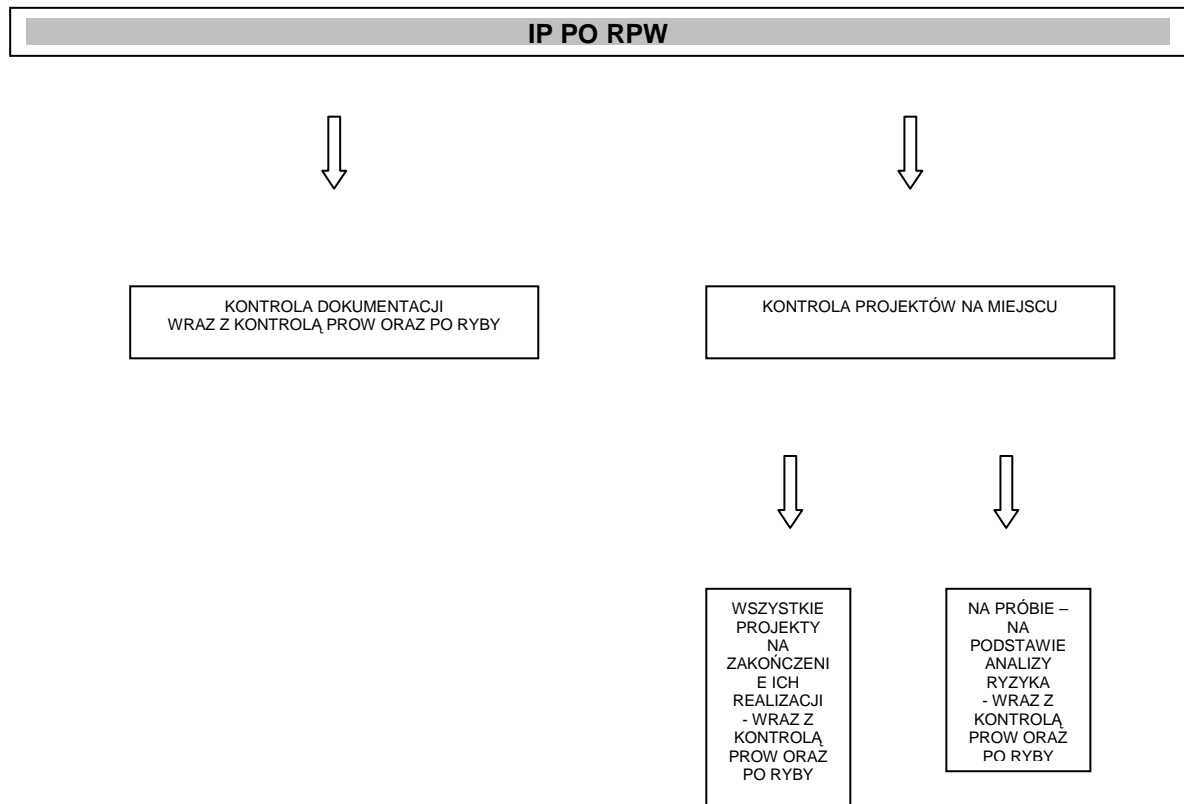 IP PO RPW
KONTROLA DOKUMENTACJI
WRAZ Z KONTROLĄ PROW ORAZ PO RYBY
KONTROLA PROJEKTÓW NA MIEJSCU
WSZYSTKIE
PROJEKTY
NA
ZAKOŃCZENI
E ICH
REALIZACJI
- WRAZ Z
KONTROLĄ
PROW ORAZ
PO RYBY
NA PRÓBIE –
NA
PODSTAWIE
ANALIZY
RYZYKA
- WRAZ Z
KONTROLĄ
PROW ORAZ
PO RYBY